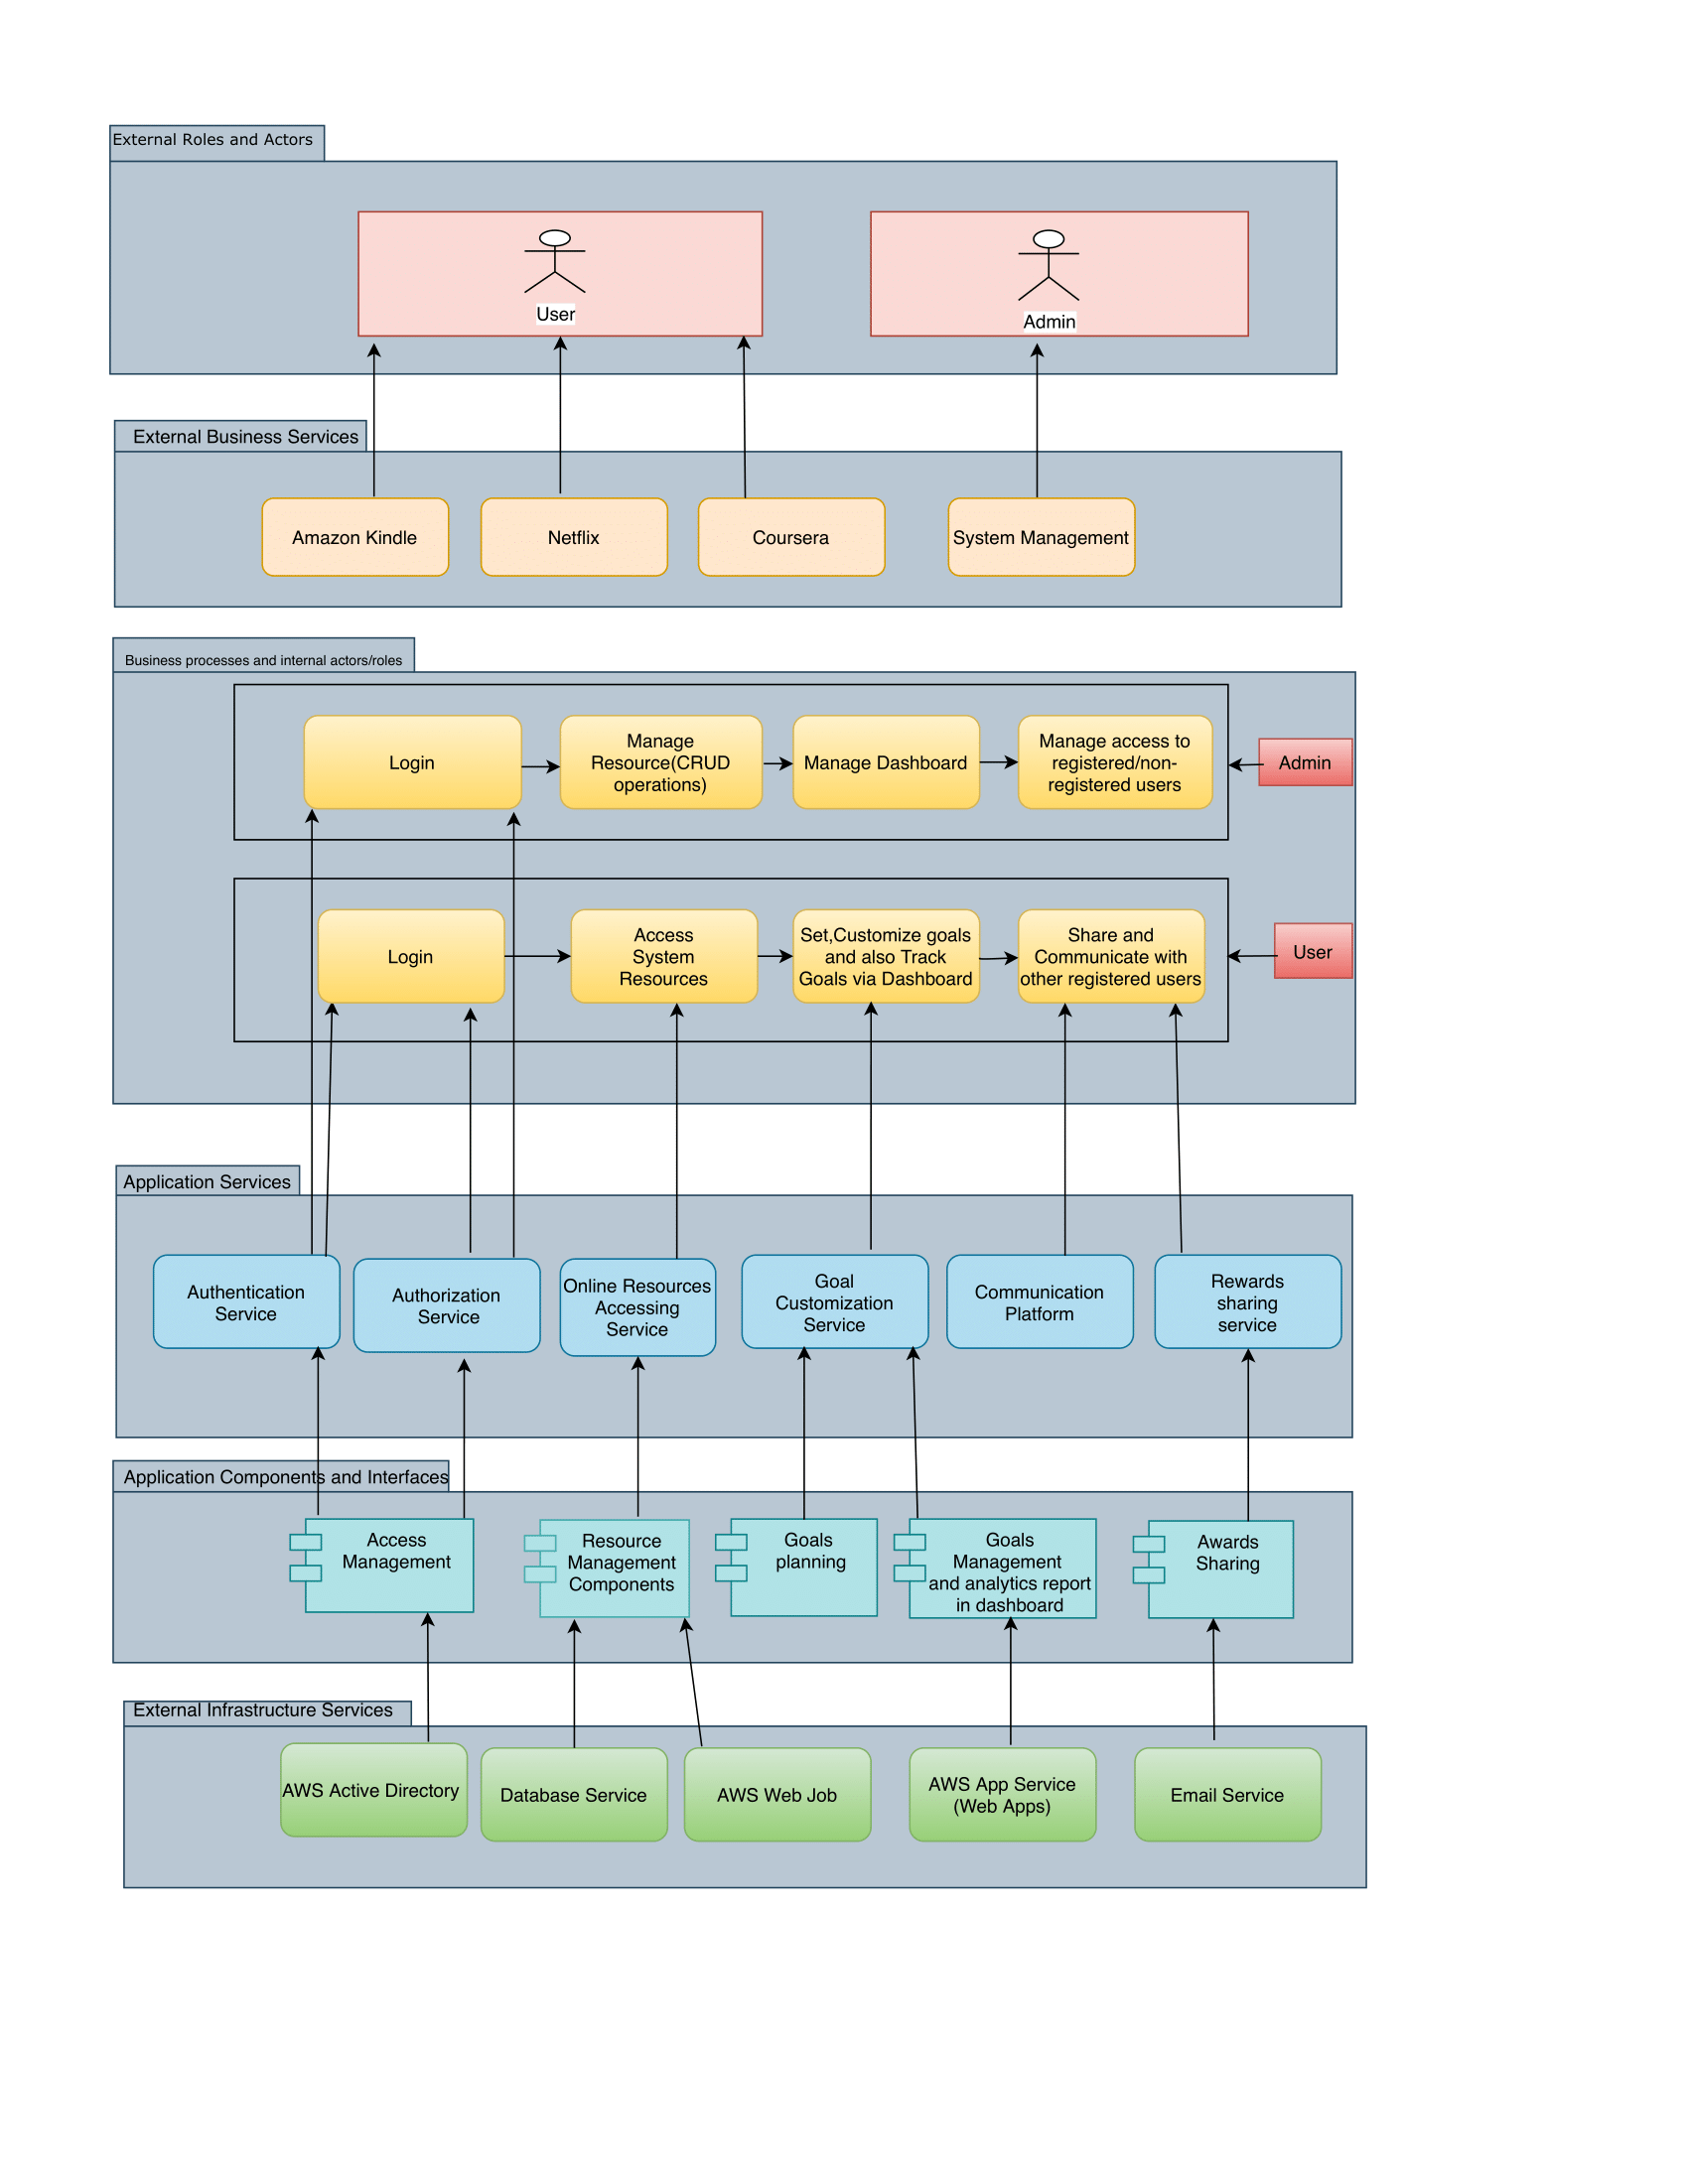 External Roles and Actors
User
Admin
External Business Services
Amazon Kindle
Netflix
Coursera
System Management
Business processes and internal actors/roles
Login
Manage
Resource(CRUD
operations)
Manage Dashboard
Manage access to
registered/non-
registered users
Admin
Login
Access
System
Resources
Set,Customize goals
and also Track
Goals via Dashboard
Share and
Communicate with
other registered users
User
Application Services
Authentication
Service
Authorization
Service
Online Resources
Accessing
Service
Goal
Customization
Service
Communication
Platform
Rewards
sharing
service
Application Components and Interfaces
Access
Management
Resource
Management
Components
Goals
planning
Goals
Management
and analytics report
in dashboard
Awards
Sharing
External Infrastructure Services
AWS Active Directory
Database Service
AWS Web Job
AWS App Service
(Web Apps)
Email Service